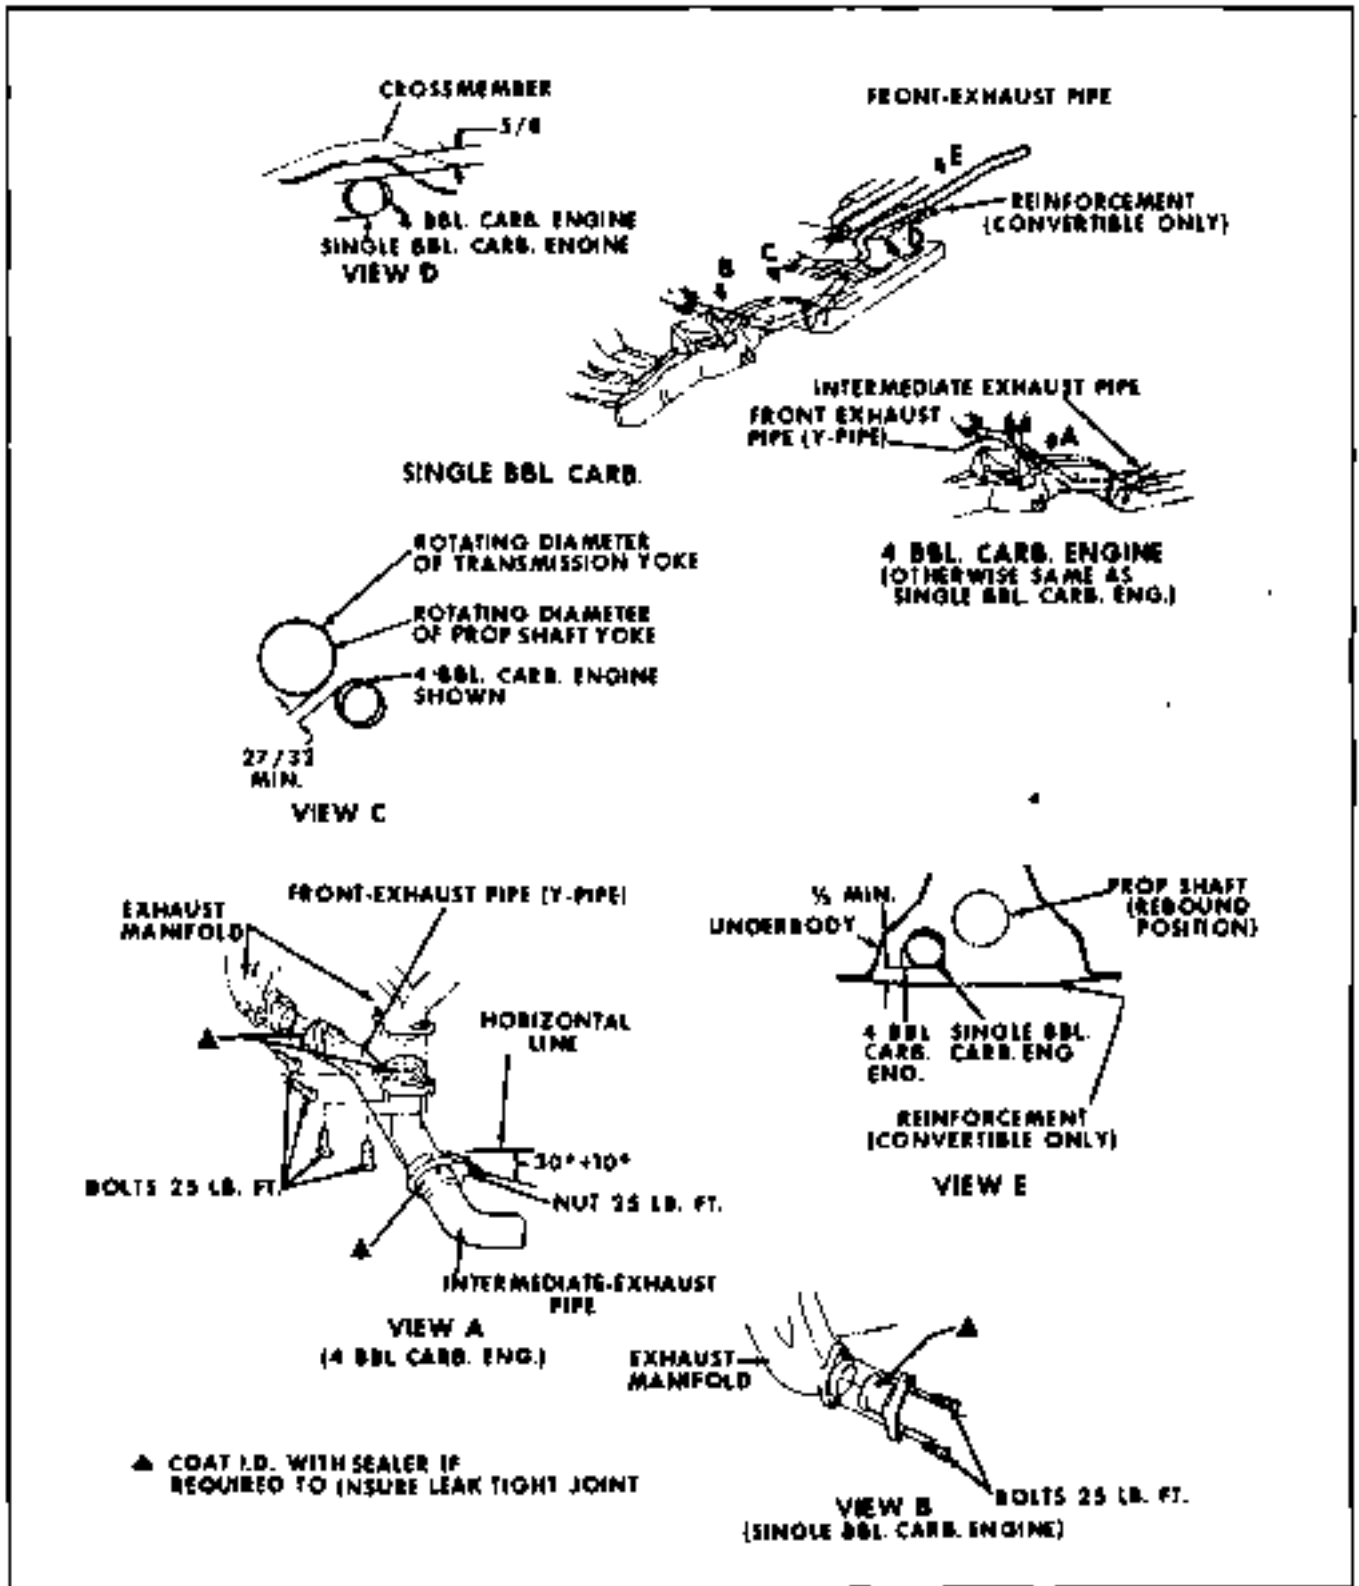 CROSSMEMBER
5/8
4 BBL. CARB. ENGINE
SINGLE BBL. CARB. ENGINE
VIEW D
FRONT-EXHAUST PIPE
E
REINFORCEMENT
(CONVERTIBLE ONLY)
D
C
B
SINGLE BBL CARB.
INTERMEDIATE EXHAUST PIPE
FRONT EXHAUST
PIPE (Y-PIPE)
A
4 BBL. CARB. ENGINE
(OTHERWISE SAME AS
SINGLE BBL. CARB. ENG.)
ROTATING DIAMETER
OF TRANSMISSION YOKE
ROTATING DIAMETER
OF PROP SHAFT YOKE
4 BBL. CARB. ENGINE
SHOWN
27/32
MIN.
VIEW C
FRONT-EXHAUST PIPE (Y-PIPE)
EXHAUST
MANIFOLD
HORIZONTAL
LINE
30°+10°
BOLTS 25 LB. FT.
NUT 25 LB. FT.
INTERMEDIATE-EXHAUST
PIPE
VIEW A
(4 BBL CARB. ENG.)
½ MIN.
UNDERBODY
PROP SHAFT
(REBOUND
POSITION)
4 BBL
CARB.
ENG.
SINGLE BBL.
CARB. ENG
REINFORCEMENT
(CONVERTIBLE ONLY)
VIEW E
EXHAUST
MANIFOLD
BOLTS 25 LB. FT.
VIEW B
(SINGLE BBL. CARB. ENGINE)
▲ COAT I.D. WITH SEALER IF
REQUIRED TO INSURE LEAK TIGHT JOINT